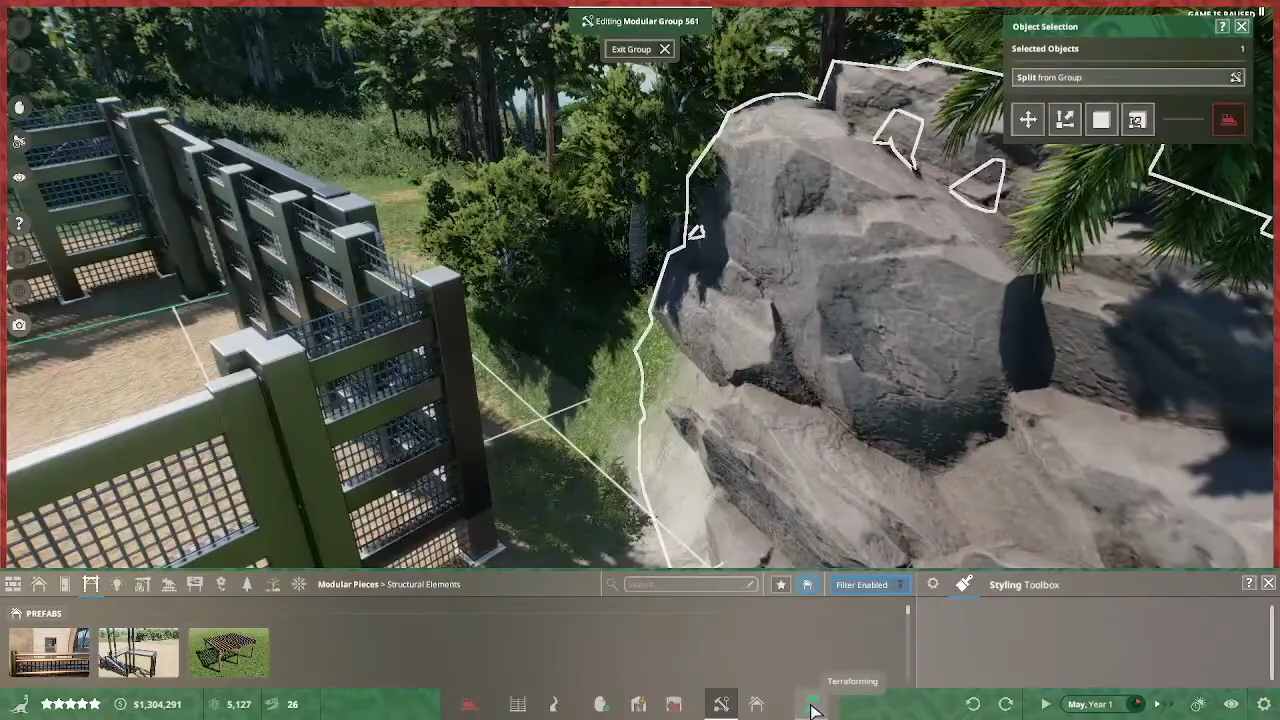 GAME IS PAUSED
Editing Modular Group 561
Exit Group
Object Selection
?
Selected Objects 1
Split from Group
?
Modular Pieces > Structural Elements
Search...
Filter Enabled
Styling Toolbox
?
PREFABS
Terraforming
$1,304,291
5,127
26
May, Year 1